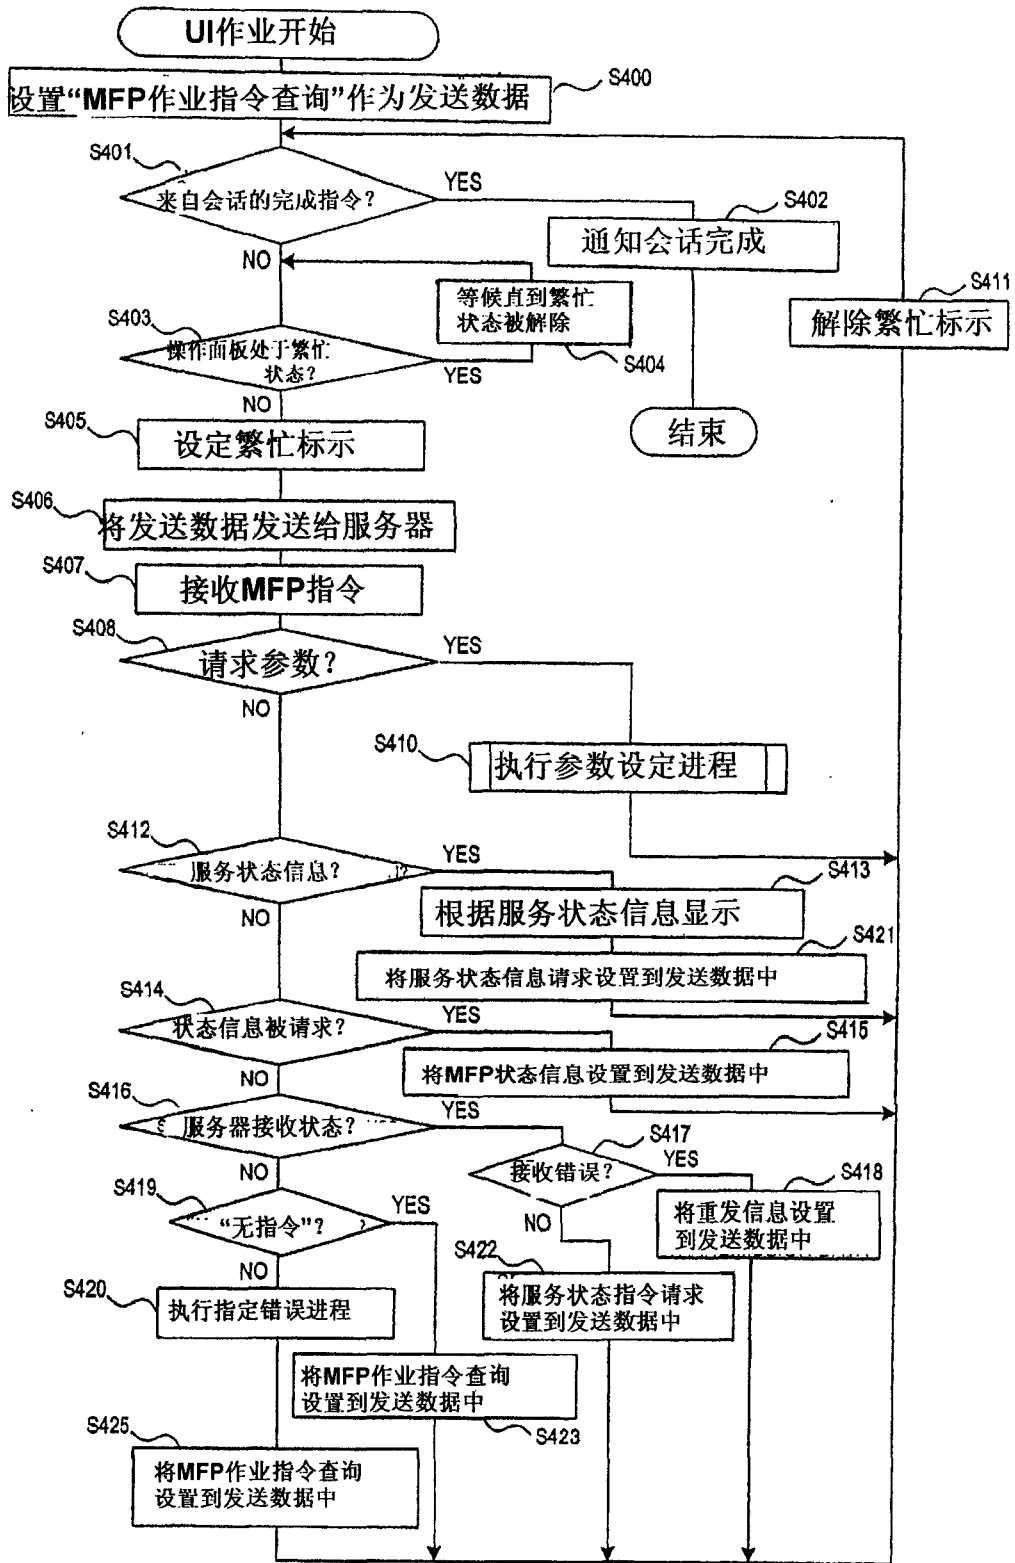 UI作业开始
S400
设置“MFP作业指令查询”作为发送数据
S401
来自会话的完成指令？
YES
S402
通知会话完成
NO
S411
解除繁忙标示
等候直到繁忙
状态被解除
S404
S403
操作面板处于繁忙
状态？
YES
NO
结束
S405
设定繁忙标示
S406
将发送数据发送给服务器
S407
接收MFP指令
S408
请求参数？
YES
NO
S410
执行参数设定进程
S412
服务状态信息？
YES
NO
S413
根据服务状态信息显示
S421
将服务状态信息请求设置到发送数据中
S414
状态信息被请求？
YES
NO
S415
将MFP状态信息设置到发送数据中
S416
服务器接收状态？
YES
NO
S417
接收错误？
YES
NO
S418
将重发信息设置
到发送数据中
S419
“无指令”？
YES
NO
S422
将服务状态指令请求
设置到发送数据中
S420
执行指定错误进程
将MFP作业指令查询
设置到发送数据中
S423
S425
将MFP作业指令查询
设置到发送数据中